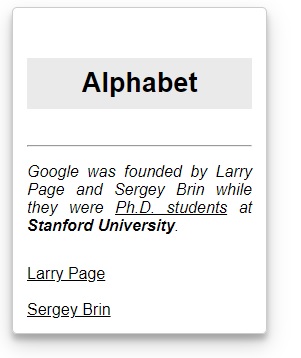 Alphabet
Google was founded by Larry
Page and Sergey Brin while
they were Ph.D. students at
Stanford University.
Larry Page
Sergey Brin